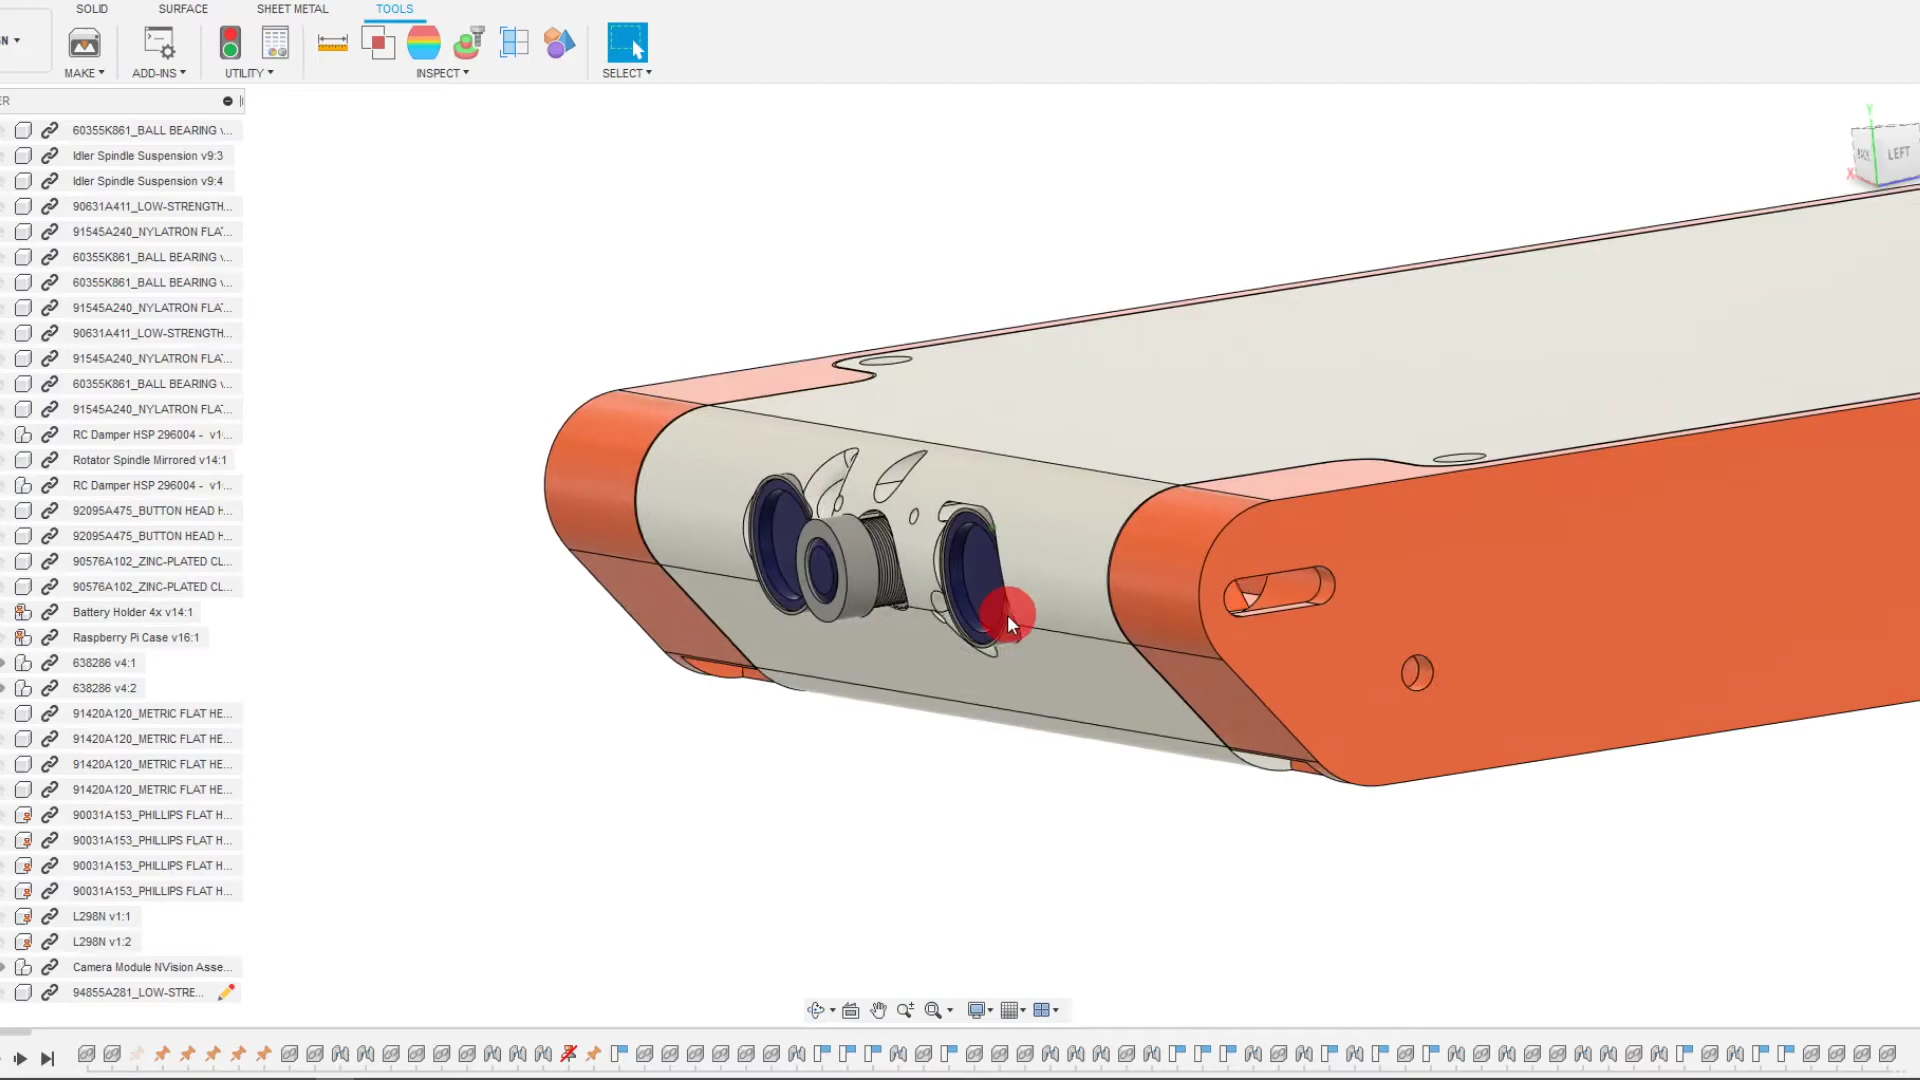 SOLID SURFACE SHEET METAL TOOLS
N
MAKE ADD-INS UTILITY INSPECT SELECT
ER
60355K861_BALL BEARING v...
Idler Spindle Suspension v9:3
Idler Spindle Suspension v9:4
90631A411_LOW-STRENGTH...
91545A240_NYLATRON FLA'...
60355K861_BALL BEARING v...
60355K861_BALL BEARING v...
91545A240_NYLATRON FLA'...
90631A411_LOW-STRENGTH...
91545A240_NYLATRON FLA'...
60355K861_BALL BEARING v...
91545A240_NYLATRON FLA'...
RC Damper HSP 296004 - v1...
Rotator Spindle Mirrored v14:1
RC Damper HSP 296004 - v1...
92095A475_BUTTON HEAD H...
92095A475_BUTTON HEAD H...
90576A102_ZINC-PLATED CL...
90576A102_ZINC-PLATED CL...
Battery Holder 4x v14:1
Raspberry Pi Case v16:1
638286 v4:1
638286 v4:2
91420A120_METRIC FLAT HE...
91420A120_METRIC FLAT HE...
91420A120_METRIC FLAT HE...
91420A120_METRIC FLAT HE...
90031A153_PHILLIPS FLAT H...
90031A153_PHILLIPS FLAT H...
90031A153_PHILLIPS FLAT H...
90031A153_PHILLIPS FLAT H...
L298N v1:1
L298N v1:2
Camera Module NVision Asse...
94855A281_LOW-STRE...
Y
BACK LEFT
X